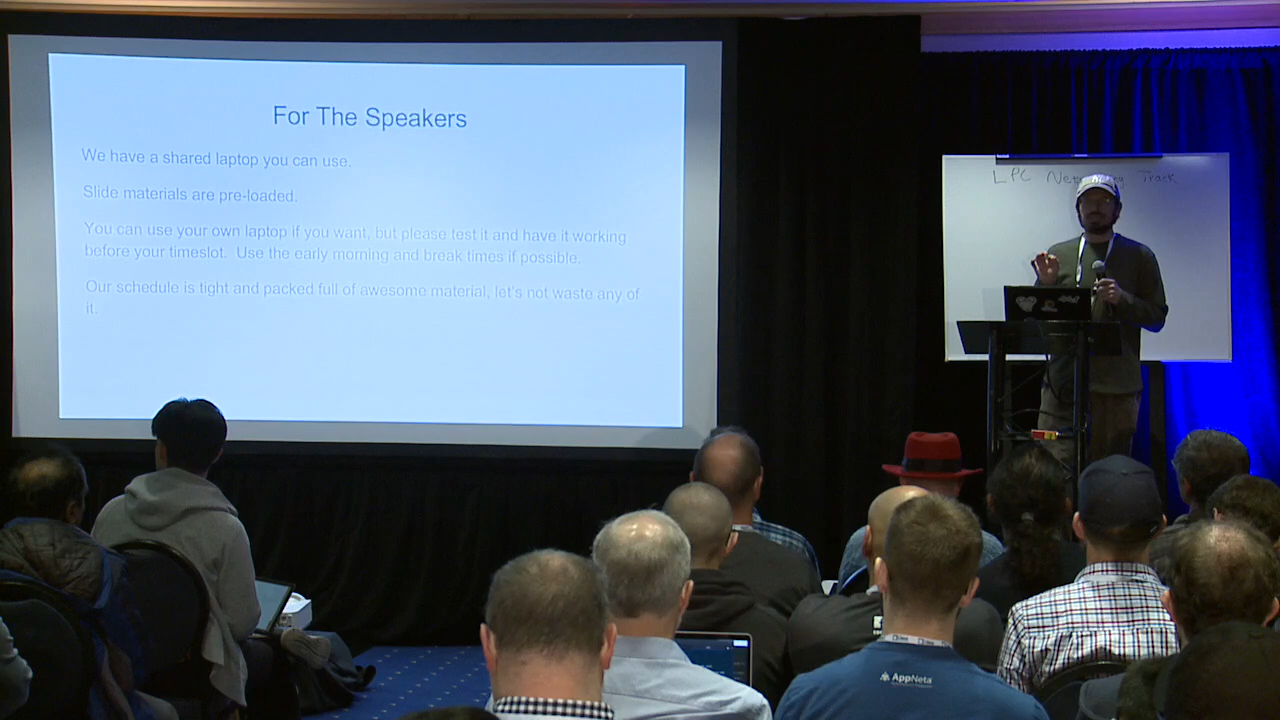 For The Speakers
We have a shared laptop you can use.
Slide materials are pre-loaded.
You can use your own laptop if you want, but please test it and have it working
before your timeslot. Use the early morning and break times if possible.
Our schedule is tight and packed full of awesome material, let's not waste any of
it.
LPC Networking Track
AppNeta